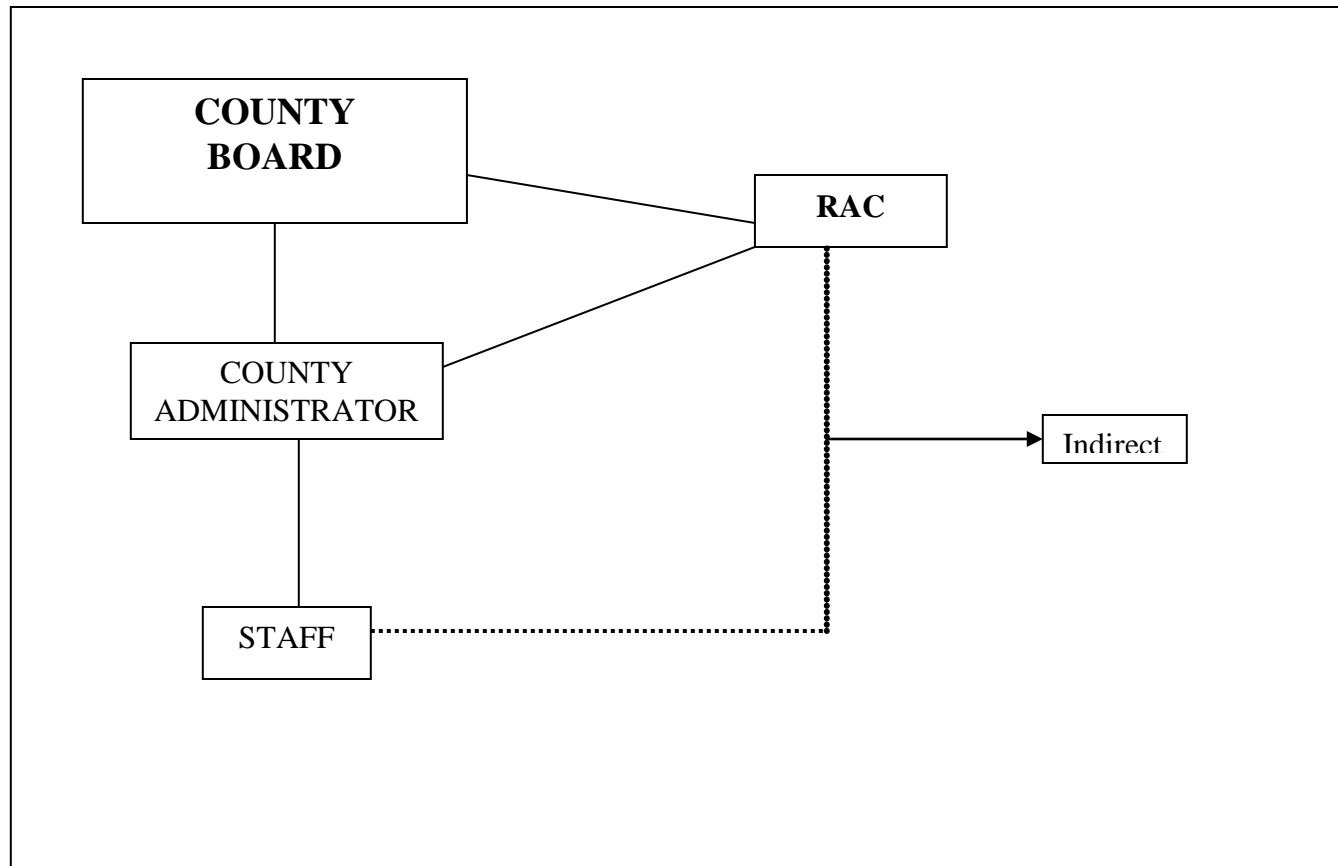 COUNTY
BOARD
RAC
COUNTY
ADMINISTRATOR
Indirect
STAFF